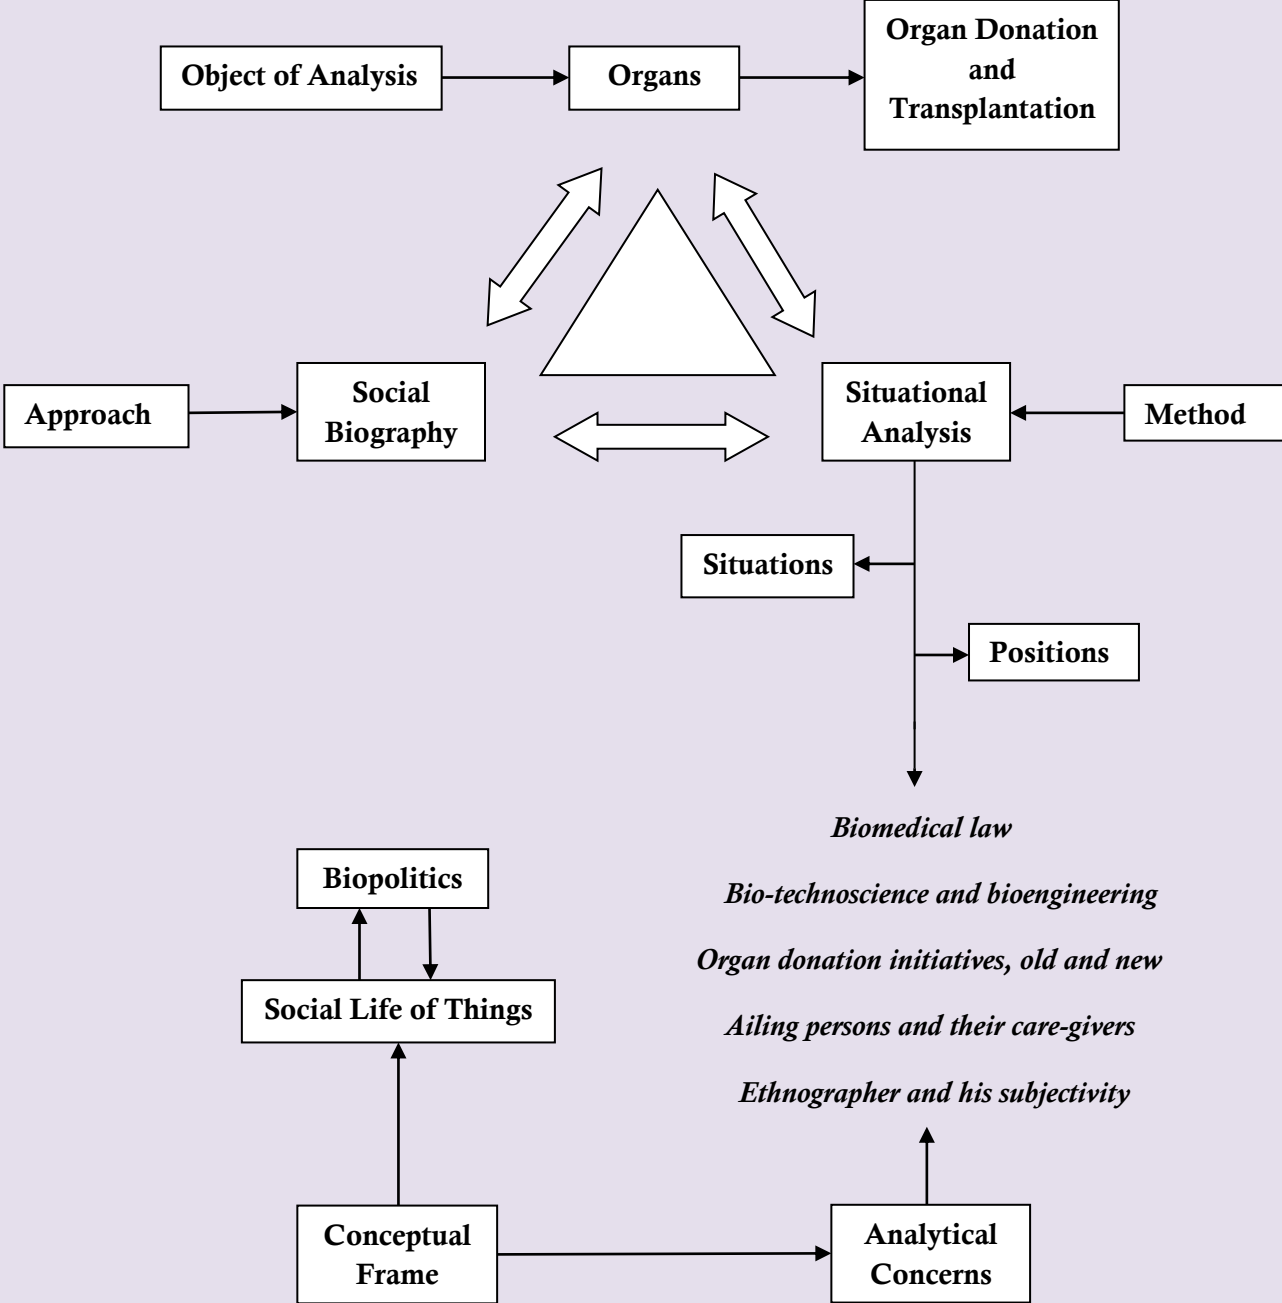 Object of Analysis
Organs
Organ Donation
and
Transplantation
Approach
Social
Biography
Situational
Analysis
Method
Situations
Positions
Biomedical law
Bio-technoscience and bioengineering
Organ donation initiatives, old and new
Ailing persons and their care-givers
Ethnographer and his subjectivity
Biopolitics
Social Life of Things
Conceptual
Frame
Analytical
Concerns